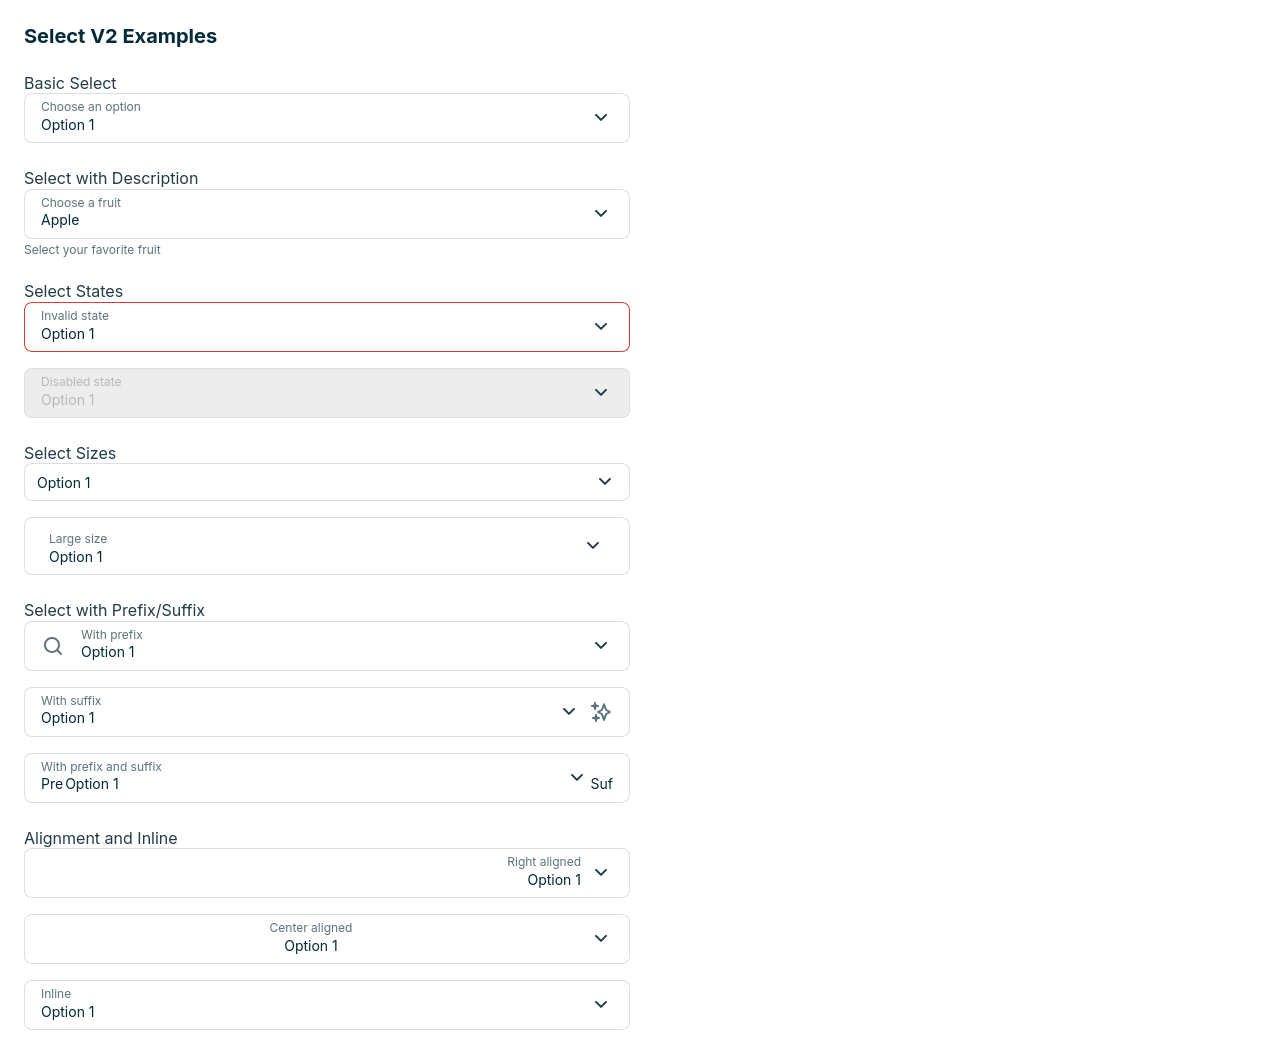 Select V2 Examples
Basic Select
Choose an option
Option 1
Select with Description
Choose a fruit
Apple
Select your favorite fruit
Select States
Invalid state
Option 1
Disabled state
Option 1
Select Sizes
Option 1
Large size
Option 1
Select with Prefix/Suffix
With prefix
Option 1
With suffix
Option 1
With prefix and suffix
Pre Option 1 Suf
Alignment and Inline
Right aligned
Option 1
Center aligned
Option 1
Inline
Option 1